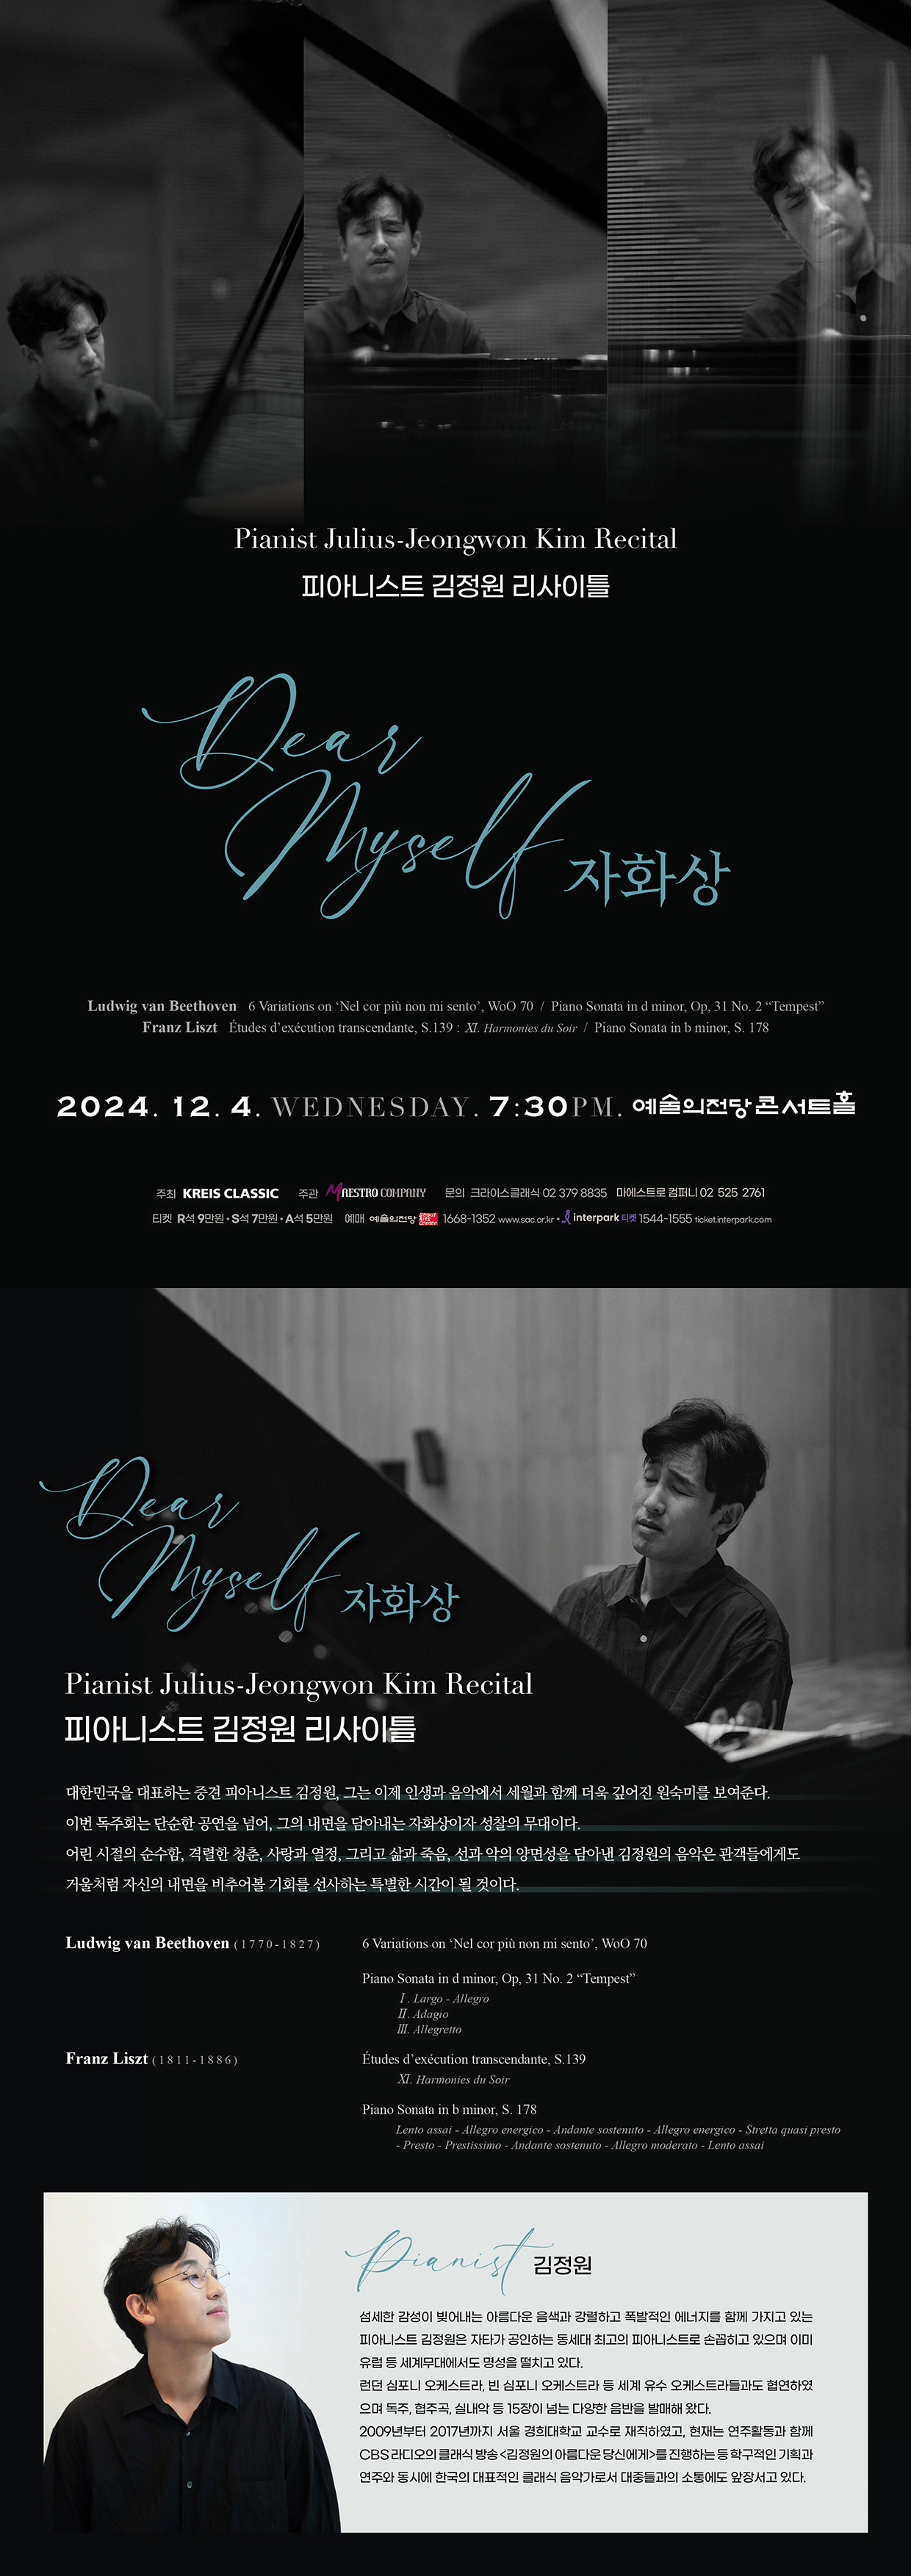 Pianist Julius-Jeongwon Kim Recital
피아니스트 김정원 리사이틀
Dear
Myself 자화상
Ludwig van Beethoven 6 Variations on ‘Nel cor più non mi sento’, WoO 70 / Piano Sonata in d minor, Op, 31 No. 2 “Tempest”
Franz Liszt Études d’exécution transcendante, S.139 : XI. Harmonies du Soir / Piano Sonata in b minor, S. 178
2024. 12. 4. WEDNESDAY. 7:30PM. 예술의전당 콘서트홀
주최 KREIS CLASSIC 주관 MAESTRO COMPANY 문의 크라이스클래식 02 379 8835 마에스트로 컴퍼니 02 525 2761
티켓 R석 9만원 • S석 7만원 • A석 5만원 예매 예술의전당 1668-1352 www.sac.or.kr • interpark 티켓 1544-1555 ticket.interpark.com
Dear
Myself 자화상
Pianist Julius-Jeongwon Kim Recital
피아니스트 김정원 리사이틀
대한민국을 대표하는 중견 피아니스트 김정원, 그는 이제 인생과 음악에서 세월과 함께 더욱 깊어진 원숙미를 보여준다.
이번 독주회는 단순한 공연을 넘어, 그의 내면을 담아내는 자화상이자 성찰의 무대이다.
어린 시절의 순수함, 격렬한 청춘, 사랑과 열정, 그리고 삶과 죽음, 선과 악의 양면성을 담아낸 김정원의 음악은 관객들에게도
거울처럼 자신의 내면을 비추어볼 기회를 선사하는 특별한 시간이 될 것이다.
Ludwig van Beethoven (1770-1827) 6 Variations on ‘Nel cor più non mi sento’, WoO 70
Piano Sonata in d minor, Op, 31 No. 2 “Tempest”
Ⅰ. Largo - Allegro
Ⅱ. Adagio
Ⅲ. Allegretto
Franz Liszt (1811-1886) Études d’exécution transcendante, S.139
XI. Harmonies du Soir
Piano Sonata in b minor, S. 178
Lento assai - Allegro energico - Andante sostenuto - Allegro energico - Stretta quasi presto
- Presto - Prestissimo - Andante sostenuto - Allegro moderato - Lento assai
Pianist 김정원
섬세한 감성이 빚어내는 아름다운 음색과 강렬하고 폭발적인 에너지를 함께 가지고 있는
피아니스트 김정원은 자타가 공인하는 동세대 최고의 피아니스트로 손꼽히고 있으며 이미
유럽 등 세계무대에서도 명성을 떨치고 있다.
런던 심포니 오케스트라, 빈 심포니 오케스트라 등 세계 유수 오케스트라들과도 협연하였
으며 독주, 협주곡, 실내악 등 15장이 넘는 다양한 음반을 발매해 왔다.
2009년부터 2017년까지 서울 경희대학교 교수로 재직하였고, 현재는 연주활동과 함께
CBS 라디오의 클래식 방송 <김정원의 아름다운 당신에게>를 진행하는 등 학구적인 기획과
연주와 동시에 한국의 대표적인 클래식 음악가로서 대중들과의 소통에도 앞장서고 있다.